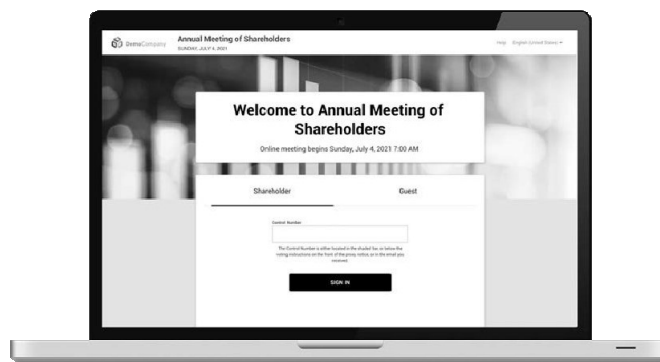 DemoCompany
Annual Meeting of Shareholders
SUNDAY, JULY 4, 2021
Help English (United States)
Welcome to Annual Meeting of
Shareholders
Online meeting begins Sunday, July 4, 2021 7:00 AM
Shareholder Guest
Control Number
The Control Number is either located in the shaded bar, or below the
voting instructions on the front of the proxy notice, or in the email you
received.
SIGN IN